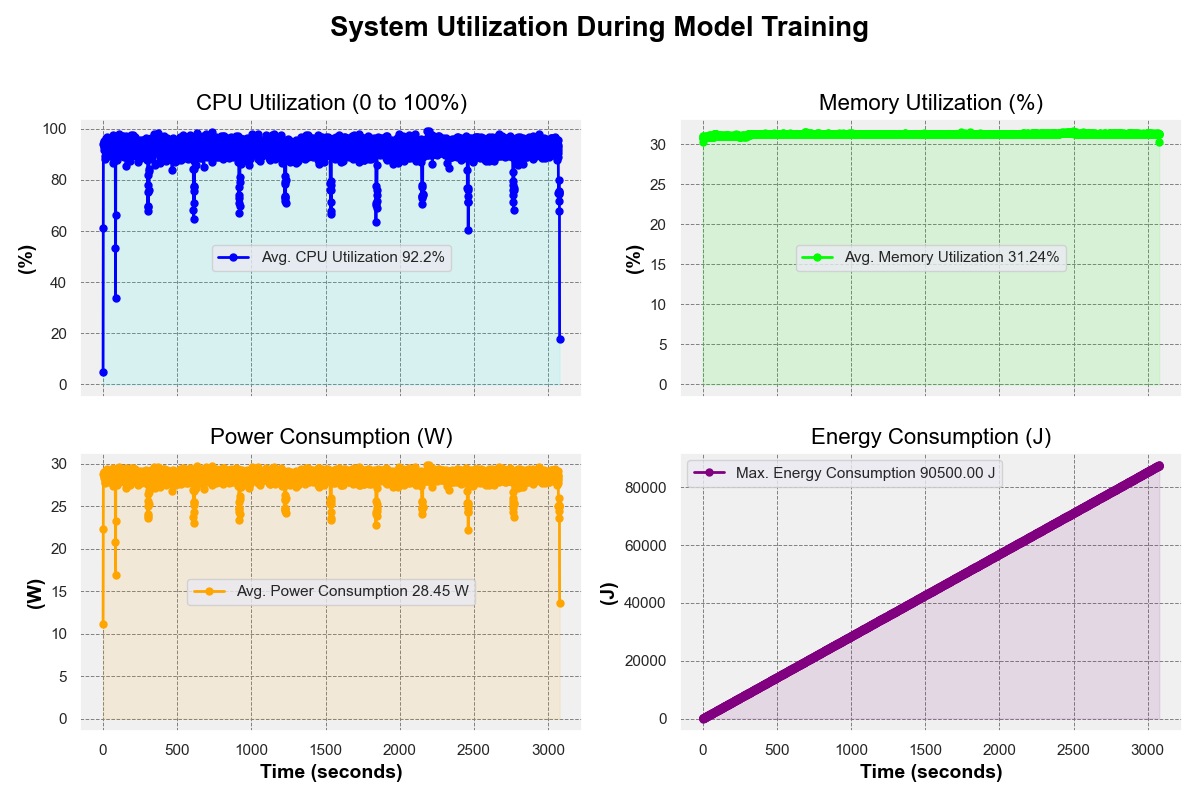 System Utilization During Model Training
CPU Utilization (0 to 100%)
100
80
60
40
20
0
(%)
Avg. CPU Utilization 92.2%
Memory Utilization (%)
30
25
20
15
10
5
0
(%)
Avg. Memory Utilization 31.24%
Power Consumption (W)
30
25
20
15
10
5
0
(W)
Avg. Power Consumption 28.45 W
0 500 1000 1500 2000 2500 3000
Time (seconds)
Energy Consumption (J)
Max. Energy Consumption 90500.00 J
80000
60000
40000
20000
0
(J)
0 500 1000 1500 2000 2500 3000
Time (seconds)